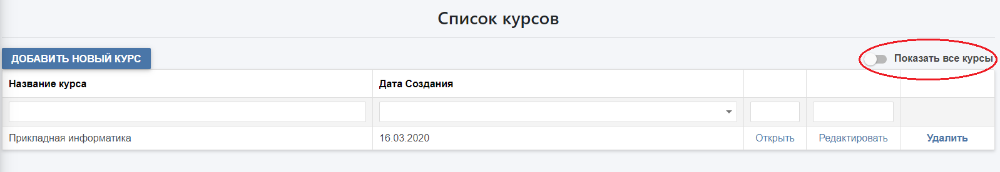 Список курсов
ДОБАВИТЬ НОВЫЙ КУРС
Показать все курсы
Название курса Дата Создания
Прикладная информатика 16.03.2020 Открыть Редактировать Удалить